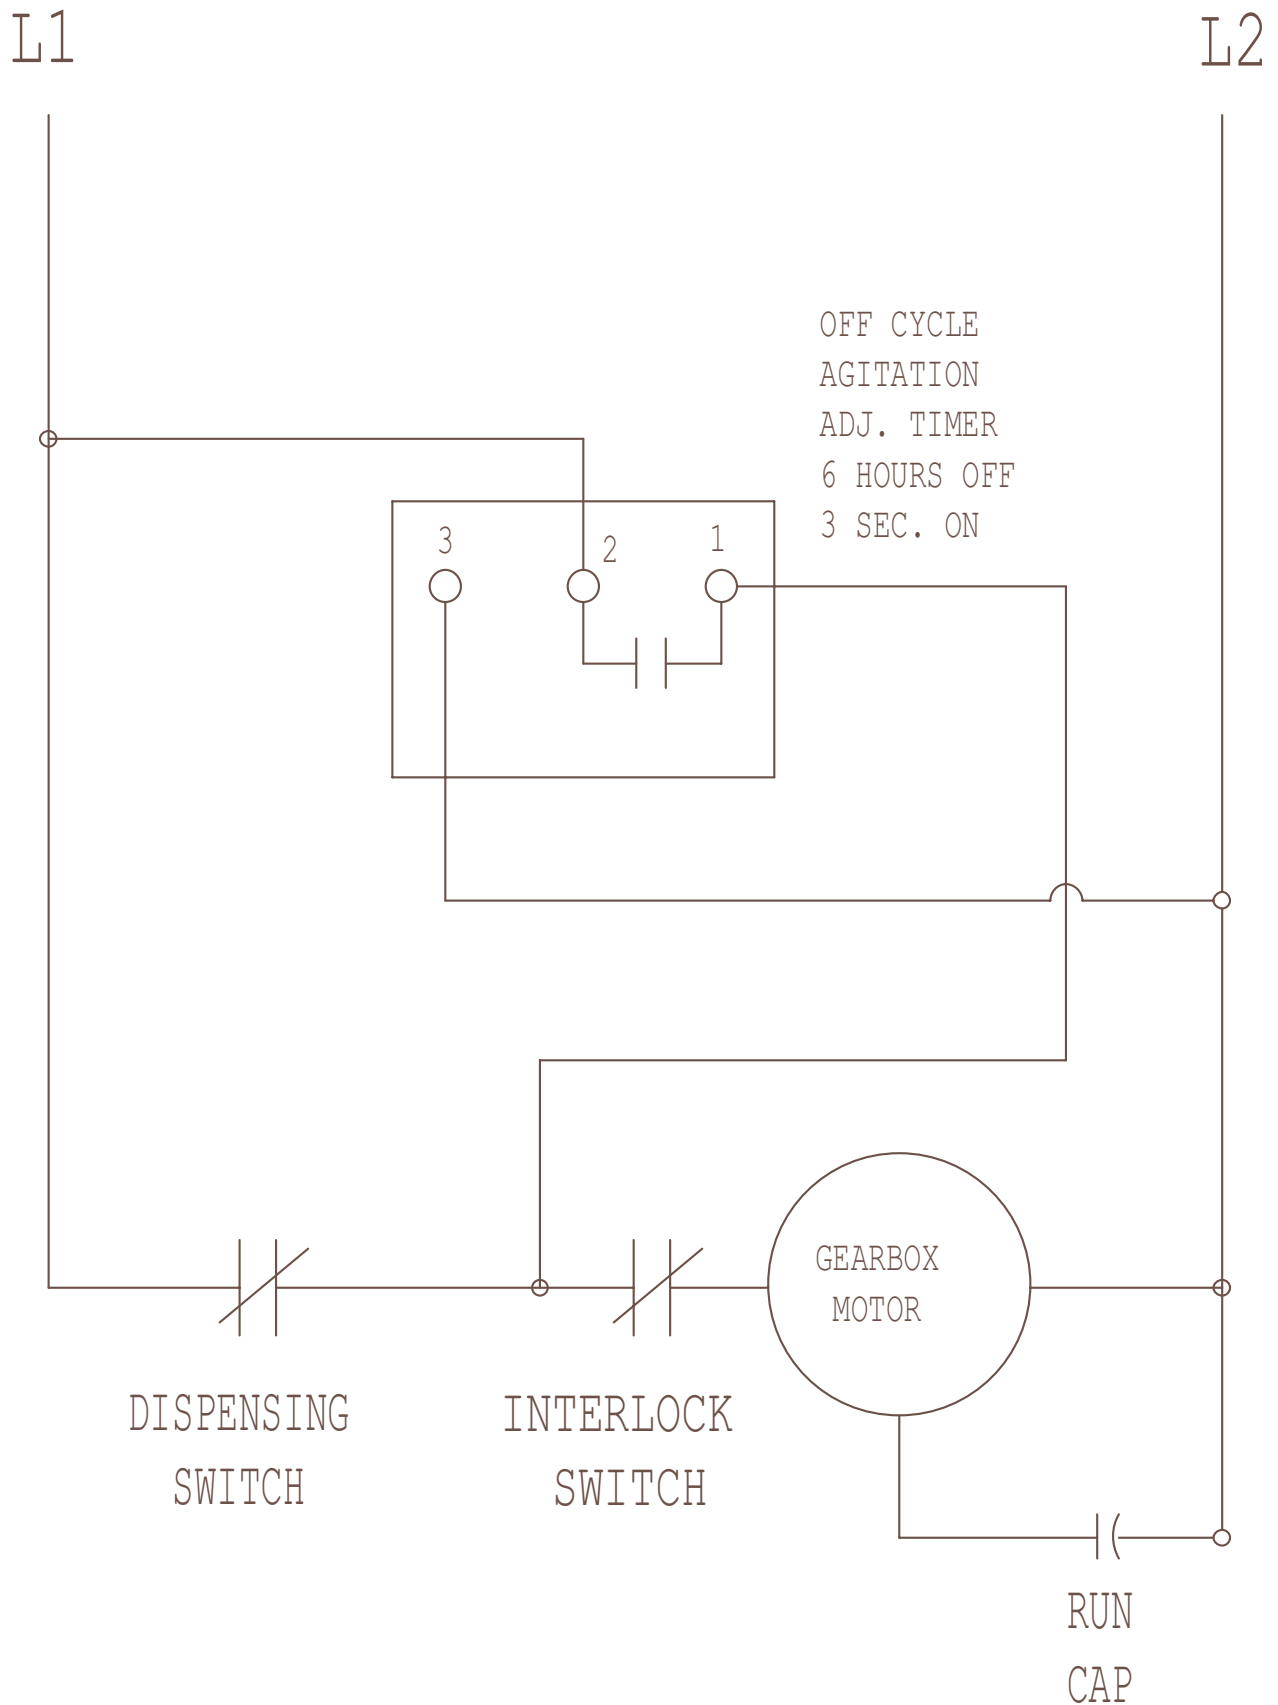 L1
L2
OFF CYCLE
AGITATION
ADJ. TIMER
6 HOURS OFF
3 SEC. ON
3
2
1
GEARBOX
MOTOR
DISPENSING
SWITCH
INTERLOCK
SWITCH
RUN
CAP